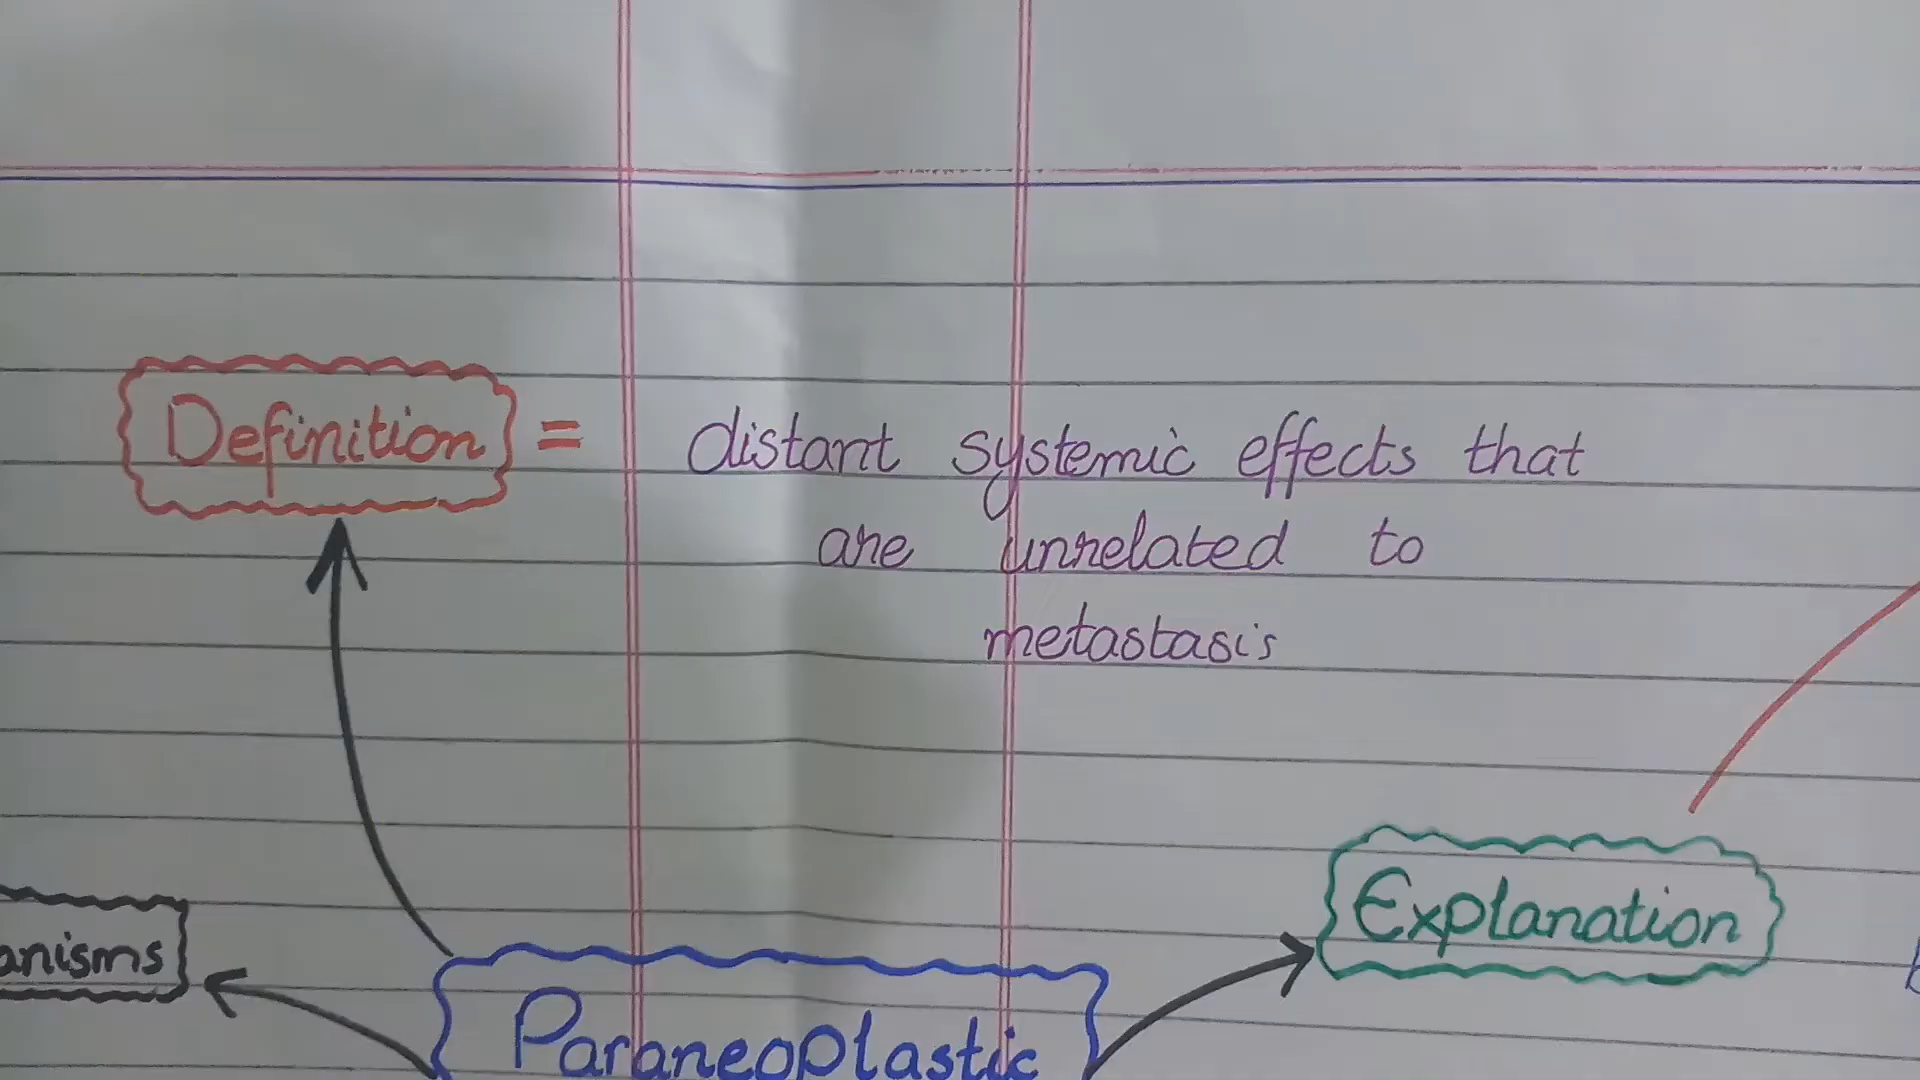 Definition = distant systemic effects that
are unrelated to
metastasis
Explanation
anisms
Paraneoplastic